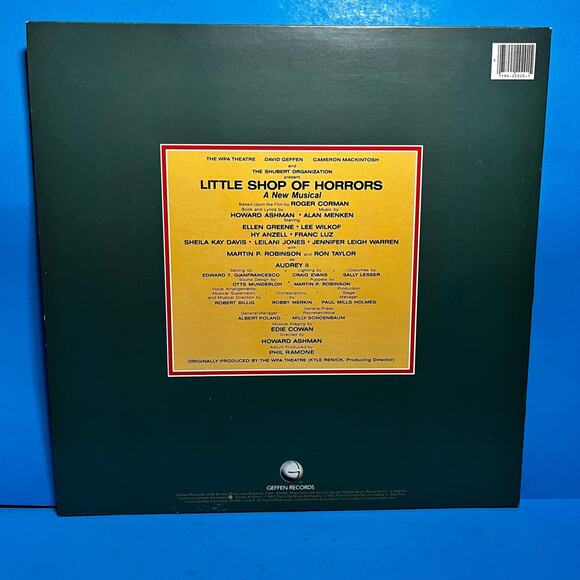 THE WPA THEATRE DAVID GEFFEN CAMERON MACKINTOSH
and
THE SHUBERT ORGANIZATION
present
LITTLE SHOP OF HORRORS
A New Musical
Based Upon the Film by ROGER CORMAN
Book and Lyrics by Music by
HOWARD ASHMAN • ALAN MENKEN
Starring
ELLEN GREENE • LEE WILKOF
HY ANZELL • FRANC LUZ
SHEILA KAY DAVIS • LEILANI JONES • JENNIFER LEIGH WARREN
with
MARTIN P. ROBINSON and RON TAYLOR
as
AUDREY II
Setting by Lighting by Costumes by
EDWARD T. GIANFRANCESCO CRAIG EVANS SALLY LESSER
Sound Design by Puppets by
OTTS MUNDERLOH • MARTIN P. ROBINSON
Vocal Arrangements, Production
Musical Supervision, • Orchestrations • Stage
and Musical Direction by by Manager
ROBERT BILLIG ROBBY MERKIN PAUL MILLS HOLMES
General Press
General Manager Representative
ALBERT POLAND • MILLY SCHOENBAUM
Musical Staging by
EDIE COWAN
Directed by
HOWARD ASHMAN
Album Produced by
PHIL RAMONE
ORIGINALLY PRODUCED BY THE WPA THEATRE (KYLE RENICK, Producing Director)
G
GEFFEN RECORDS